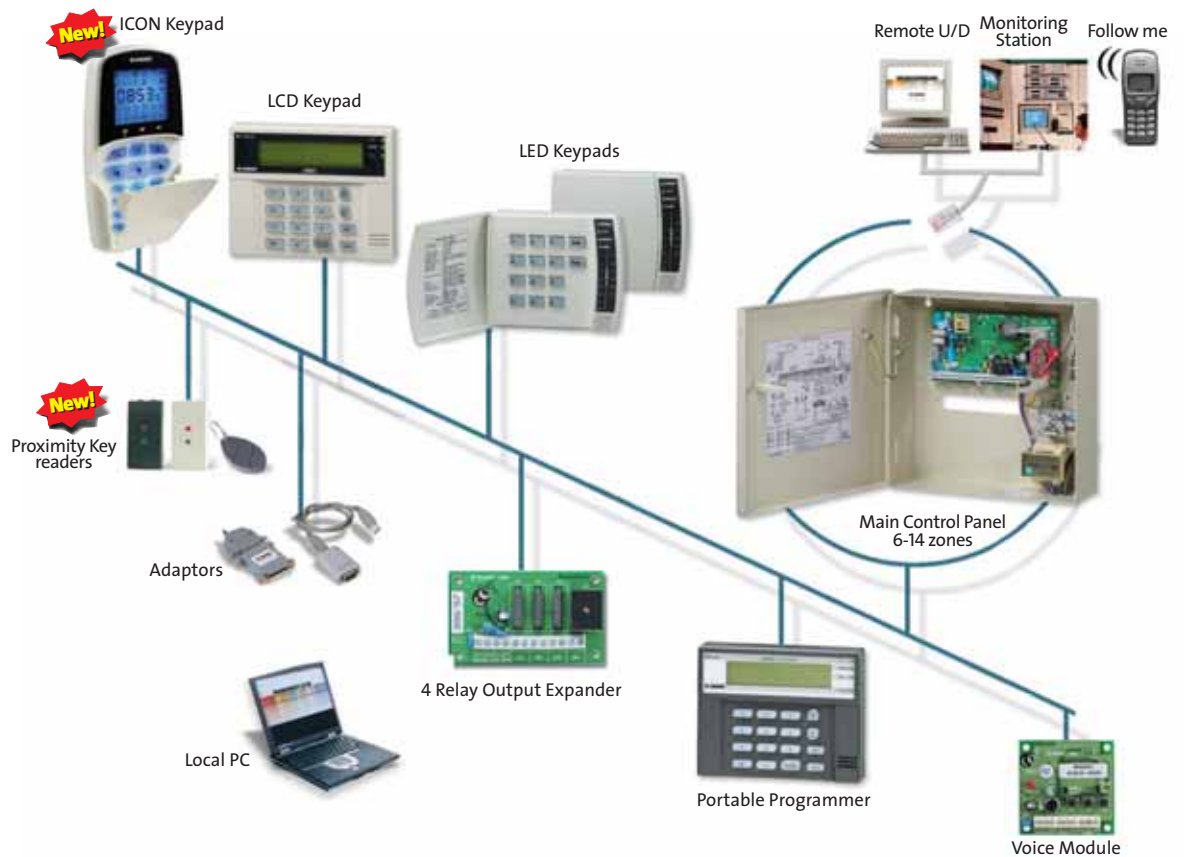 New!
ICON Keypad
Remote U/D
Monitoring
Station
Follow me
LCD Keypad
LED Keypads
0853
New!
Proximity Key
readers
Main Control Panel
6-14 zones
Adaptors
4 Relay Output Expander
Local PC
Portable Programmer
Voice Module